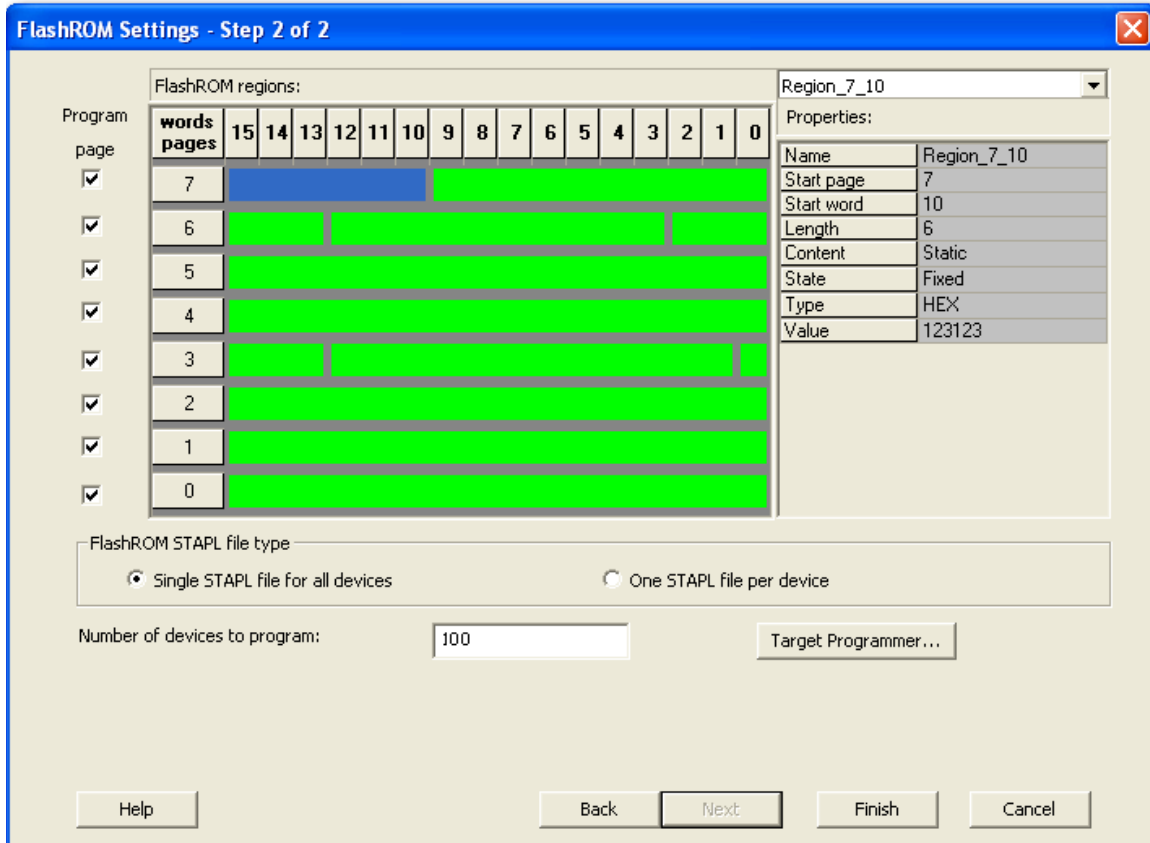 FlashROM Settings - Step 2 of 2
FlashROM regions:
Region_7_10
Program
page
words
pages
15 14 13 12 11 10 9 8 7 6 5 4 3 2 1 0
Properties:
7
6
5
4
3
2
1
0
Name Region_7_10
Start page 7
Start word 10
Length 6
Content Static
State Fixed
Type HEX
Value 123123
FlashROM STAPL file type
Single STAPL file for all devices One STAPL file per device
Number of devices to program: 100 Target Programmer...
Help Back Next Finish Cancel